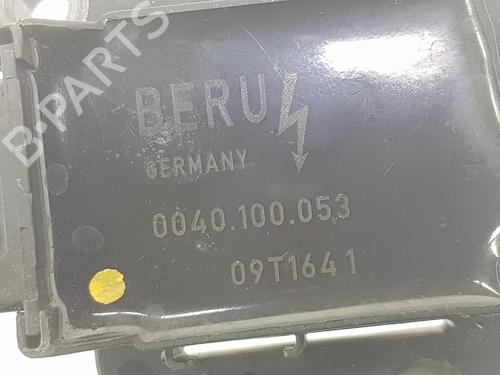 B-PARTS
BERU
GERMANY
0040.100.053
09T1641